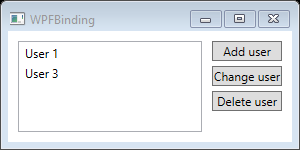 WPFBinding
User 1
User 3
Add user
Change user
Delete user